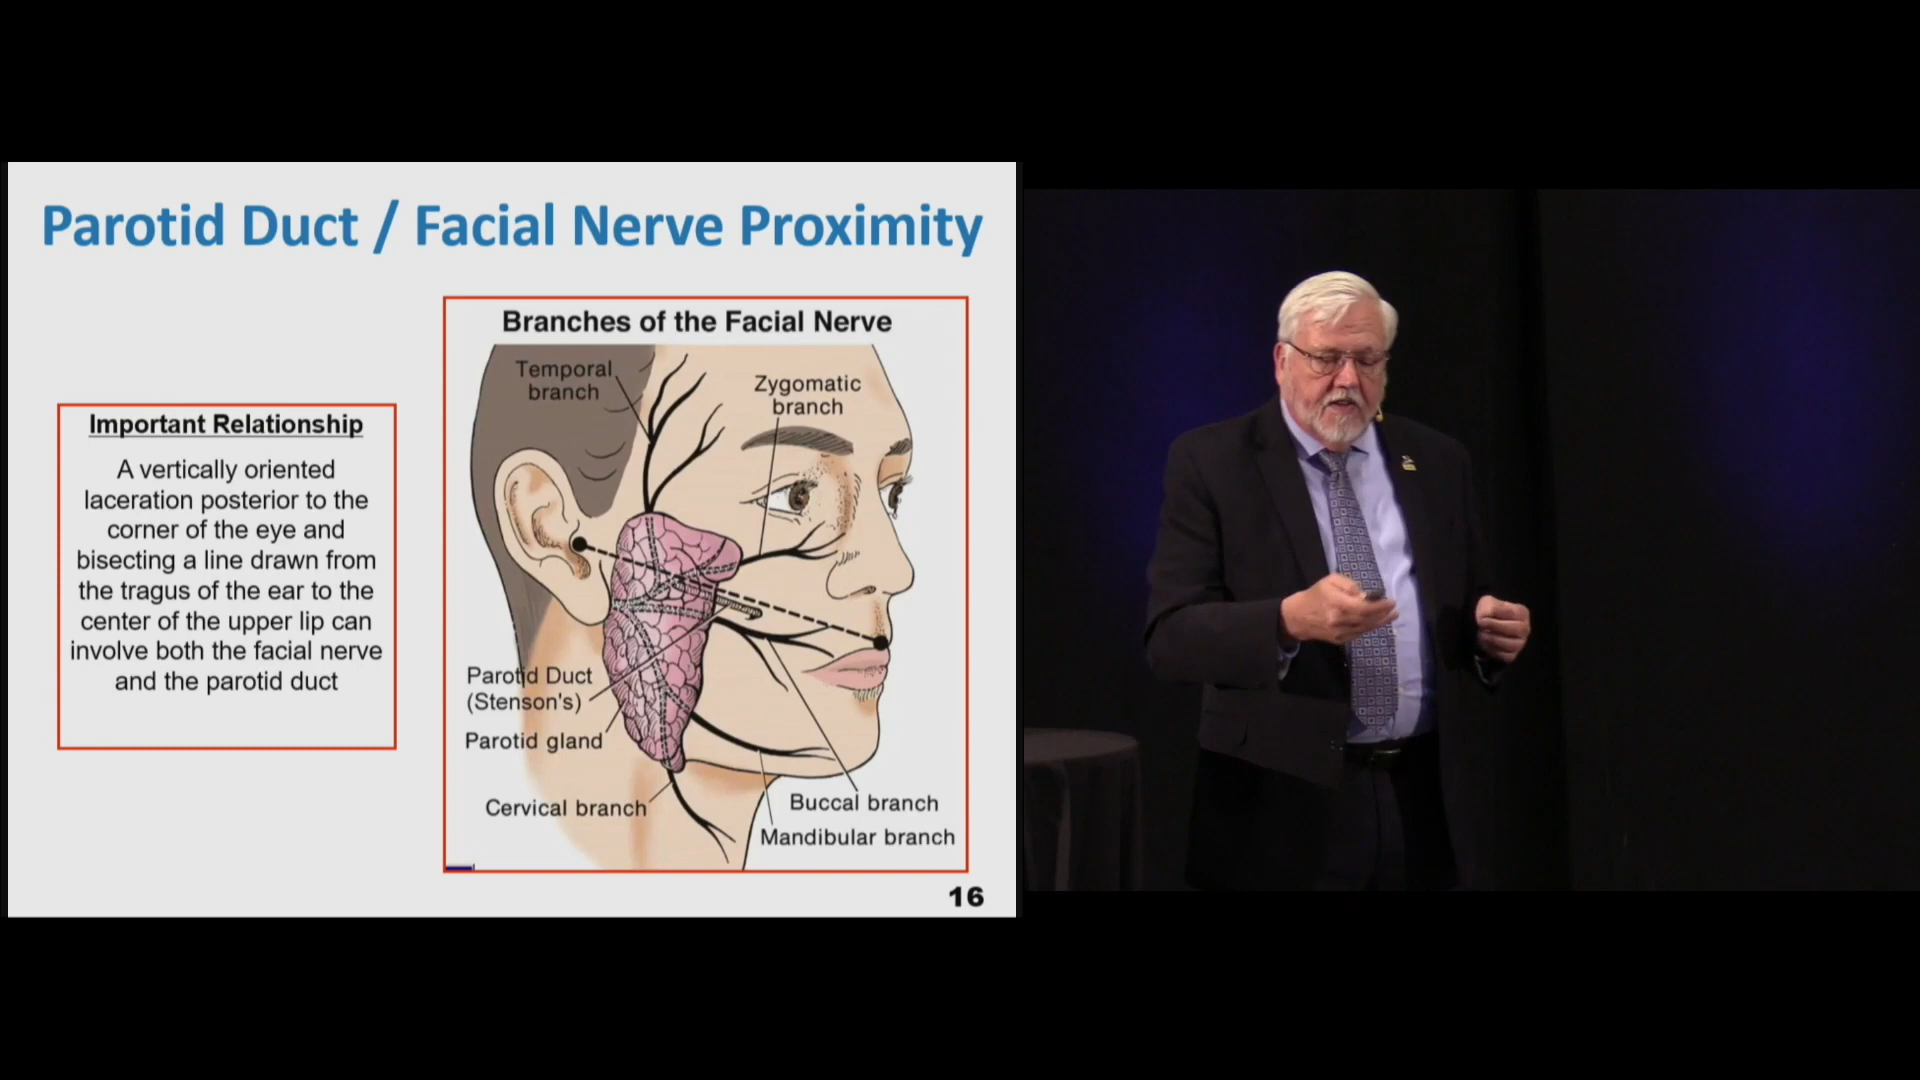 Parotid Duct / Facial Nerve Proximity
Important Relationship
A vertically oriented
laceration posterior to the
corner of the eye and
bisecting a line drawn from
the tragus of the ear to the
center of the upper lip can
involve both the facial nerve
and the parotid duct
Branches of the Facial Nerve
Temporal
branch
Zygomatic
branch
Parotid Duct
(Stenson's)
Parotid gland
Cervical branch
Buccal branch
Mandibular branch
16